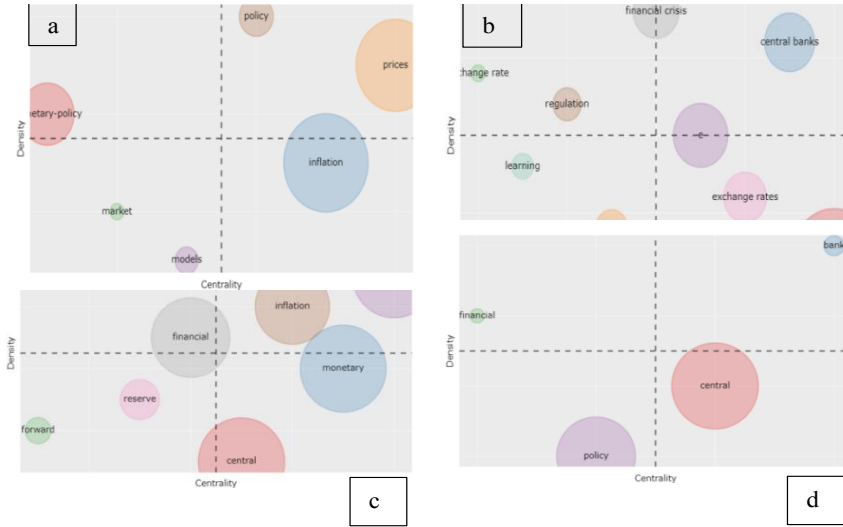 a
policy
prices
netary-policy
inflation
market
models
Density
Centrality
b
financial crisis
central banks
change rate
regulation
e
learning
exchange rates
Density
inflation
financial
monetary
reserve
forward
central
Density
Centrality
c
bank
financial
central
policy
Density
Centrality
d